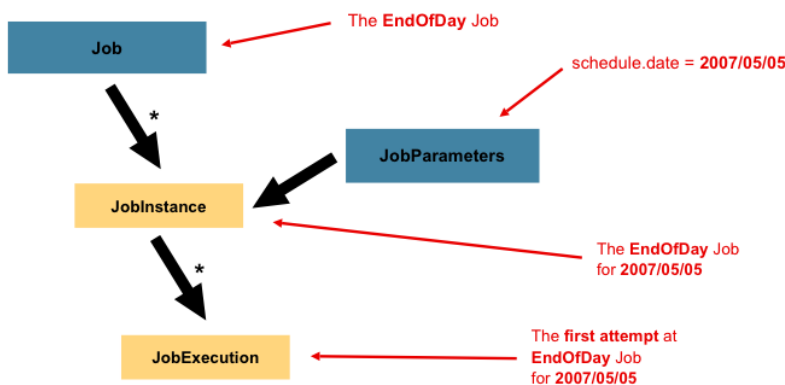 The EndOfDay Job
Job
schedule.date = 2007/05/05
*
JobParameters
JobInstance
The EndOfDay Job
for 2007/05/05
*
The first attempt at
EndOfDay Job
for 2007/05/05
JobExecution